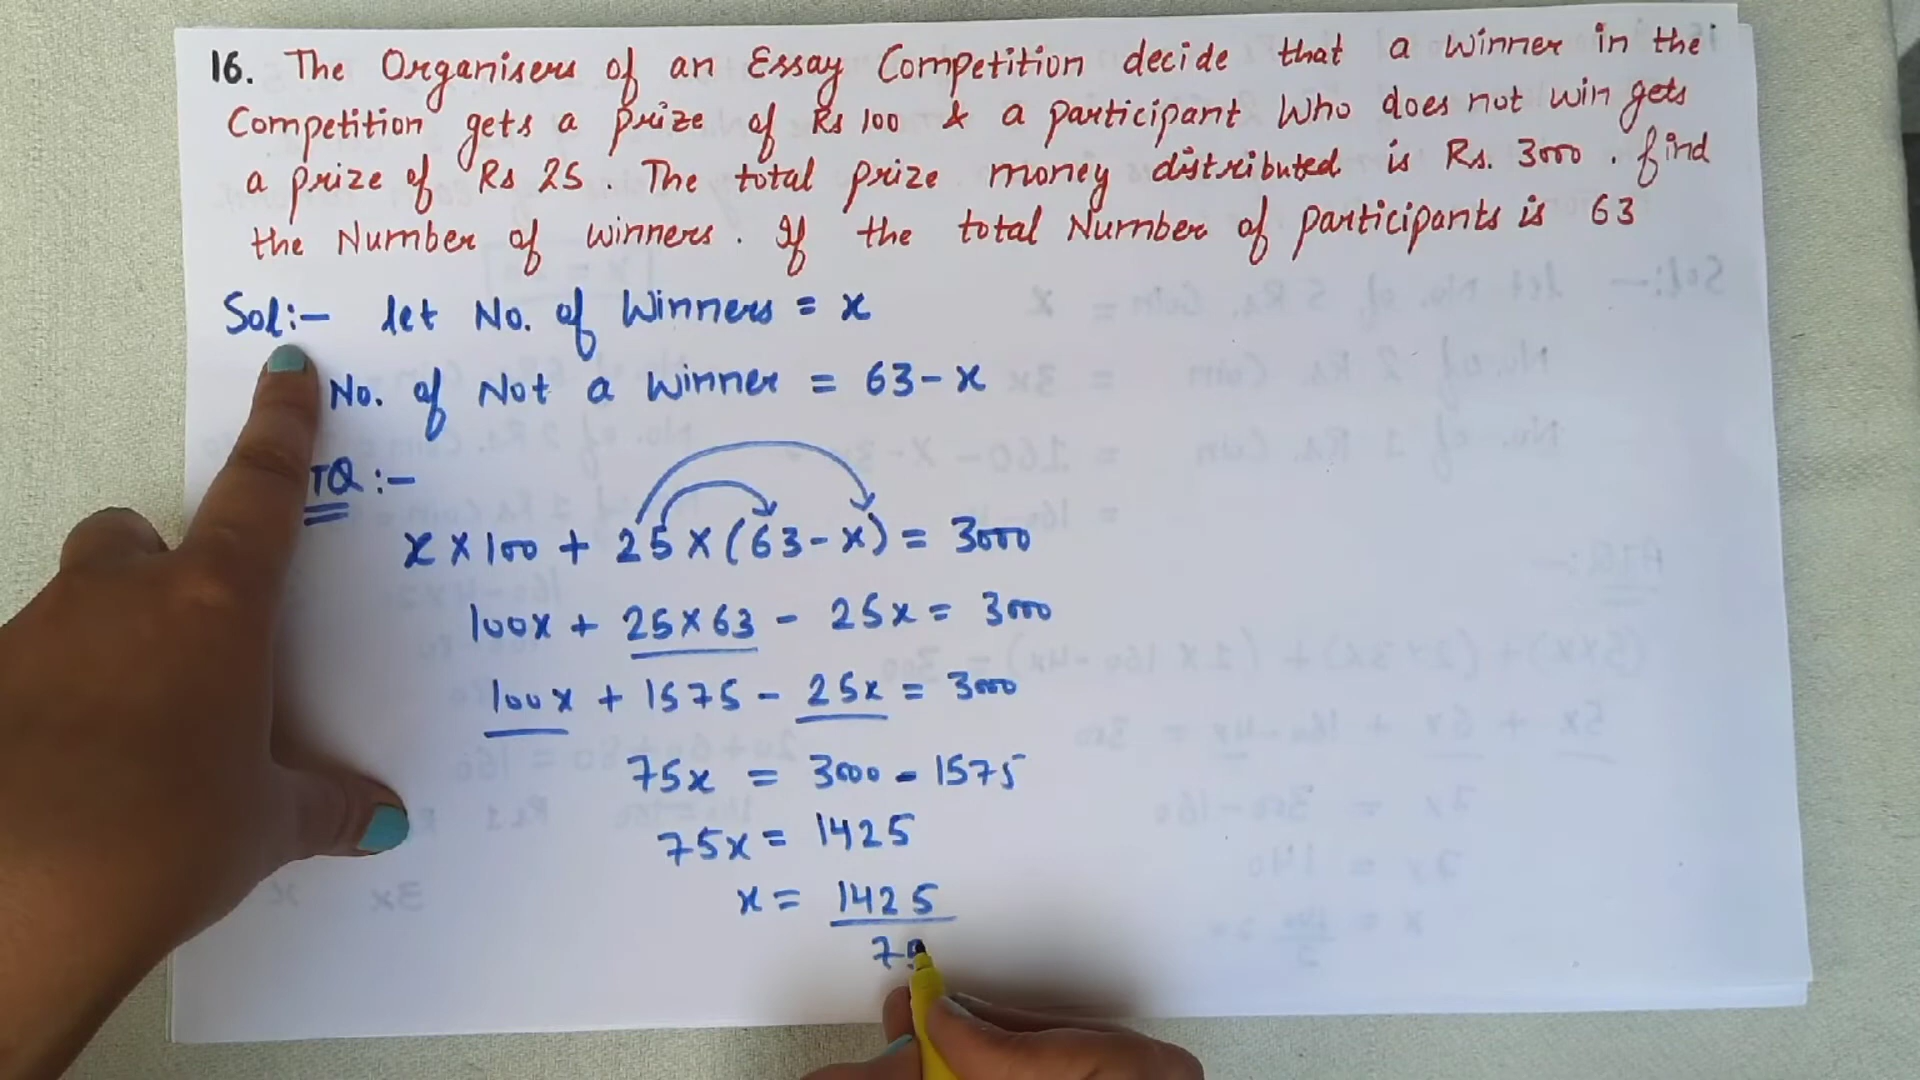 16. The Organisers of an Essay Competition decide that a winner in the
Competition gets a prize of Rs 100 & a participant Who does not win gets
a prize of Rs 25. The total prize money distributed is Rs. 3000. find
the Number of winners. If the total Number of participants is 63
Sol:- let No. of Winners = x
No. of Not a winner = 63-x
TQ:-
x×100 + 25×(63-x) = 3000
100x + 25×63 - 25x = 3000
100x + 1575 - 25x = 3000
75x = 3000 - 1575
75x = 1425
x = 1425
75